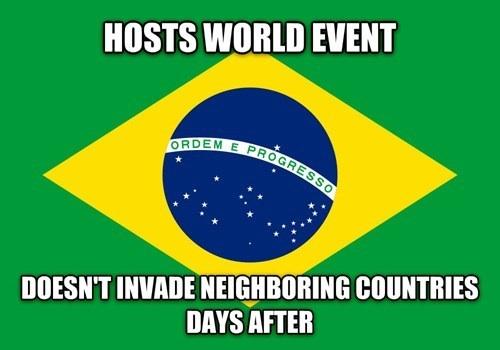 HOSTS WORLD EVENT
ORDEM E PROGRESSO
DOESN'T INVADE NEIGHBORING COUNTRIES
DAYS AFTER